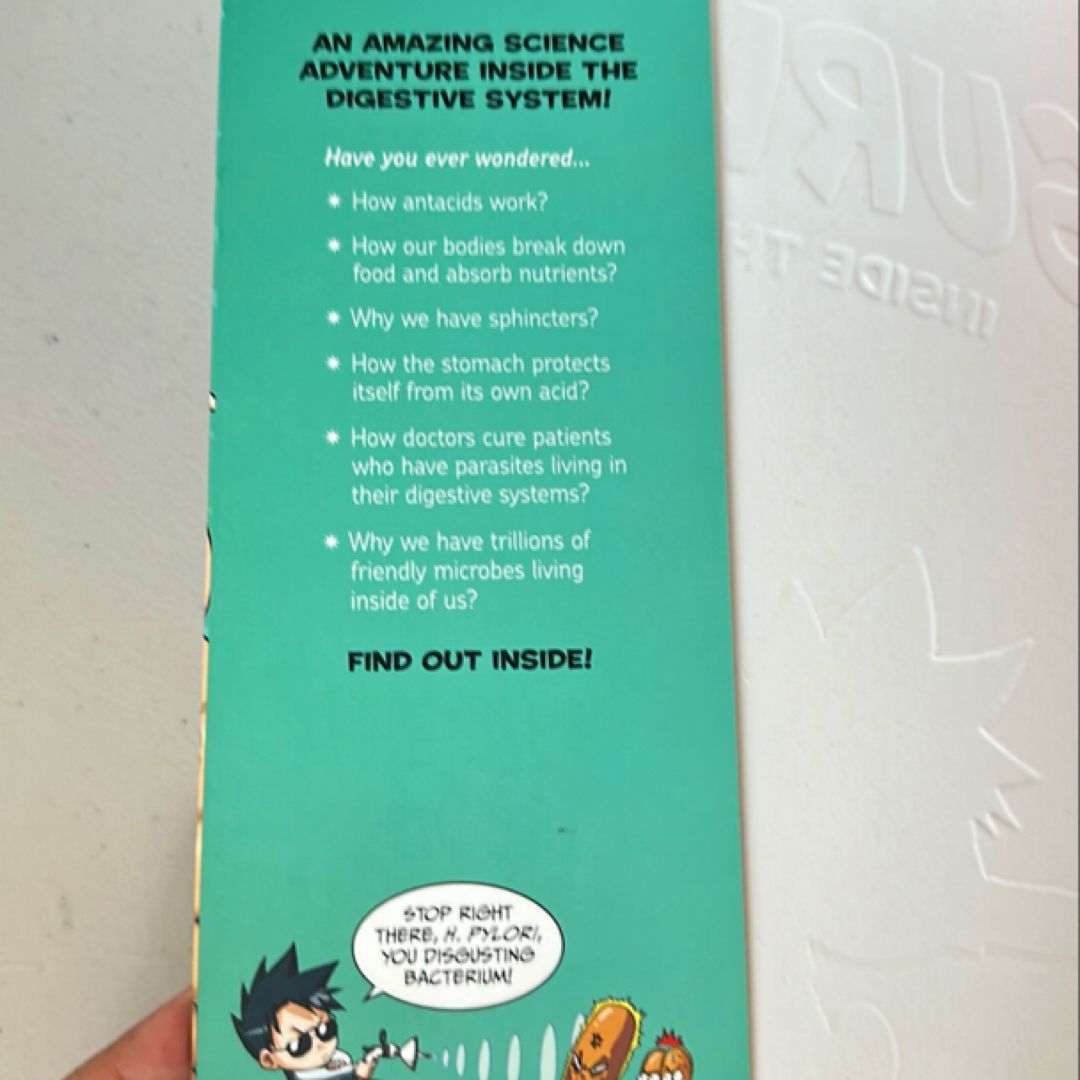 AN AMAZING SCIENCE
ADVENTURE INSIDE THE
DIGESTIVE SYSTEM!
Have you ever wondered...
How antacids work?
How our bodies break down
food and absorb nutrients?
Why we have sphincters?
How the stomach protects
itself from its own acid?
How doctors cure patients
who have parasites living in
their digestive systems?
Why we have trillions of
friendly microbes living
inside of us?
FIND OUT INSIDE!
STOP RIGHT
THERE, H. PYLORI,
YOU DISGUSTING
BACTERIUM!
INSIDE